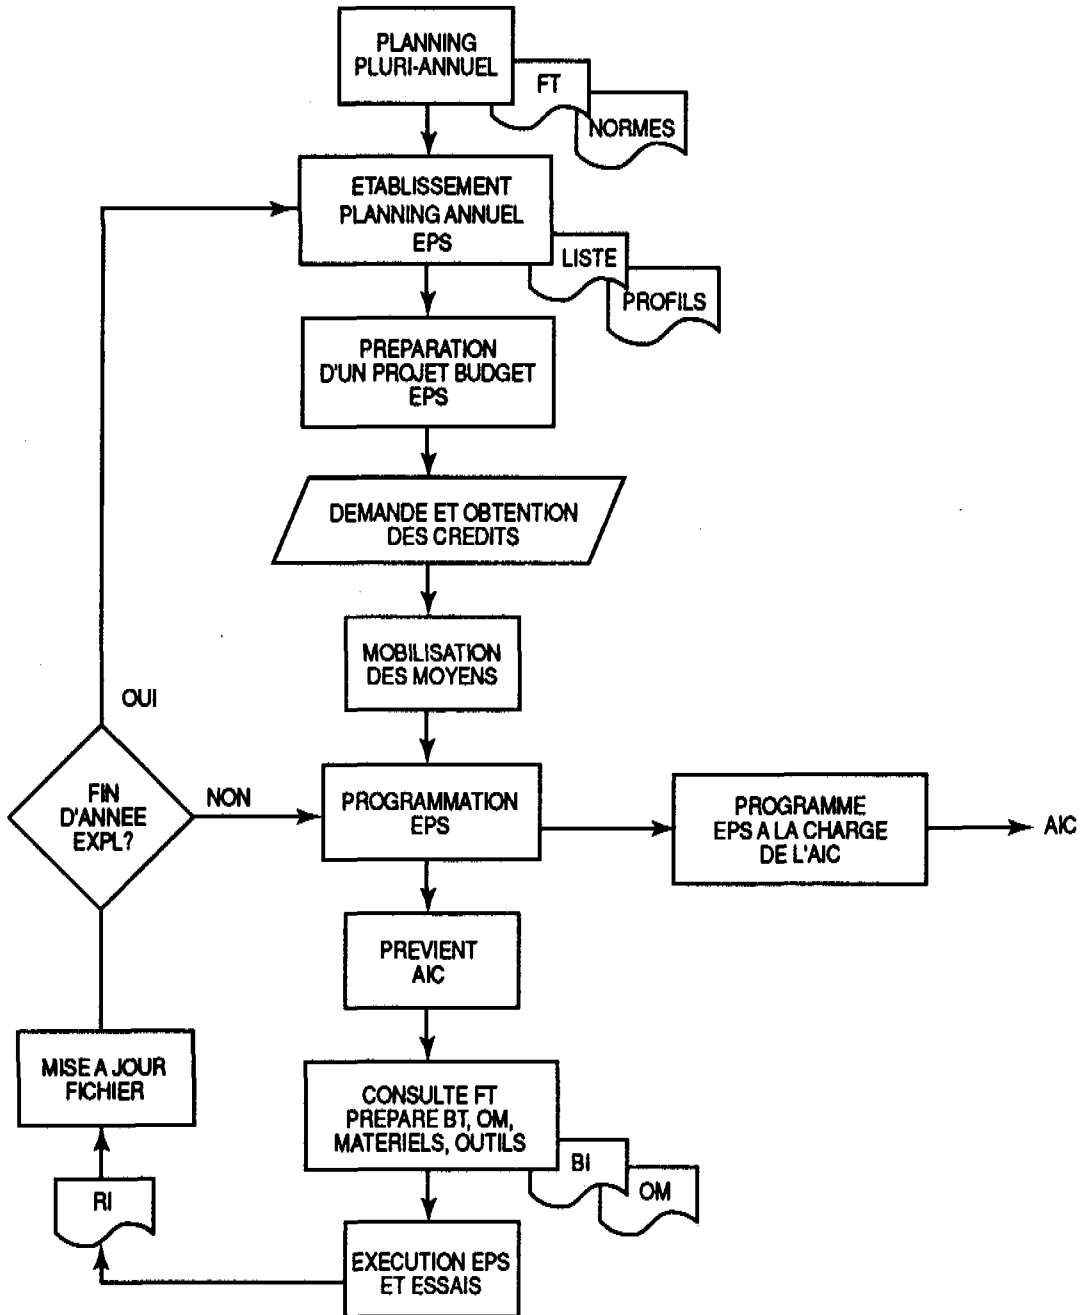 PLANNING
PLURI-ANNUEL
FT
NORMES
ETABLISSEMENT
PLANNING ANNUEL
EPS
LISTE
PROFILS
PREPARATION
D'UN PROJET BUDGET
EPS
DEMANDE ET OBTENTION
DES CREDITS
MOBILISATION
DES MOYENS
OUI
FIN
D'ANNEE
EXPL?
NON
PROGRAMMATION
EPS
PROGRAMME
EPS A LA CHARGE
DE L'AIC
AIC
PREVIENT
AIC
MISE A JOUR
FICHIER
CONSULTE FT
PREPARE BT, OM,
MATERIELS, OUTILS
BI
OM
RI
EXECUTION EPS
ET ESSAIS